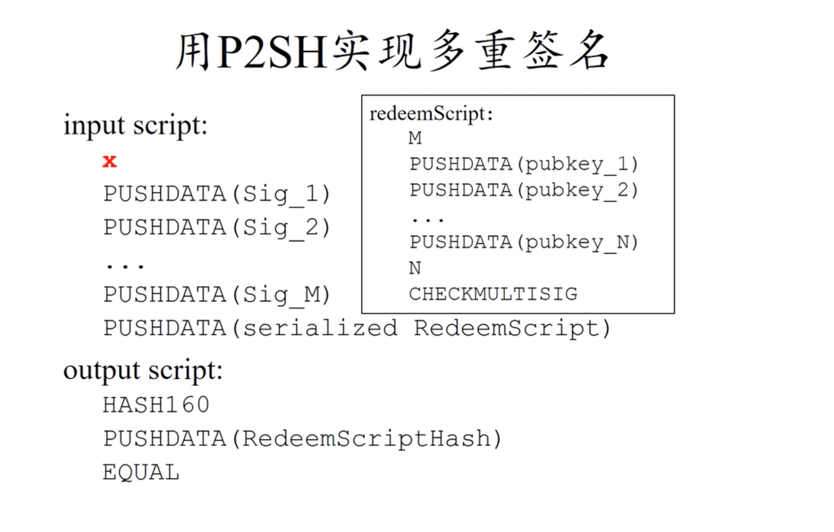 用P2SH实现多重签名
input script:
x
PUSHDATA(Sig_1)
PUSHDATA(Sig_2)
...
PUSHDATA(Sig_M)
PUSHDATA(serialized RedeemScript)
redeemScript:
M
PUSHDATA(pubkey_1)
PUSHDATA(pubkey_2)
...
PUSHDATA(pubkey_N)
N
CHECKMULTISIG
output script:
HASH160
PUSHDATA(RedeemScriptHash)
EQUAL